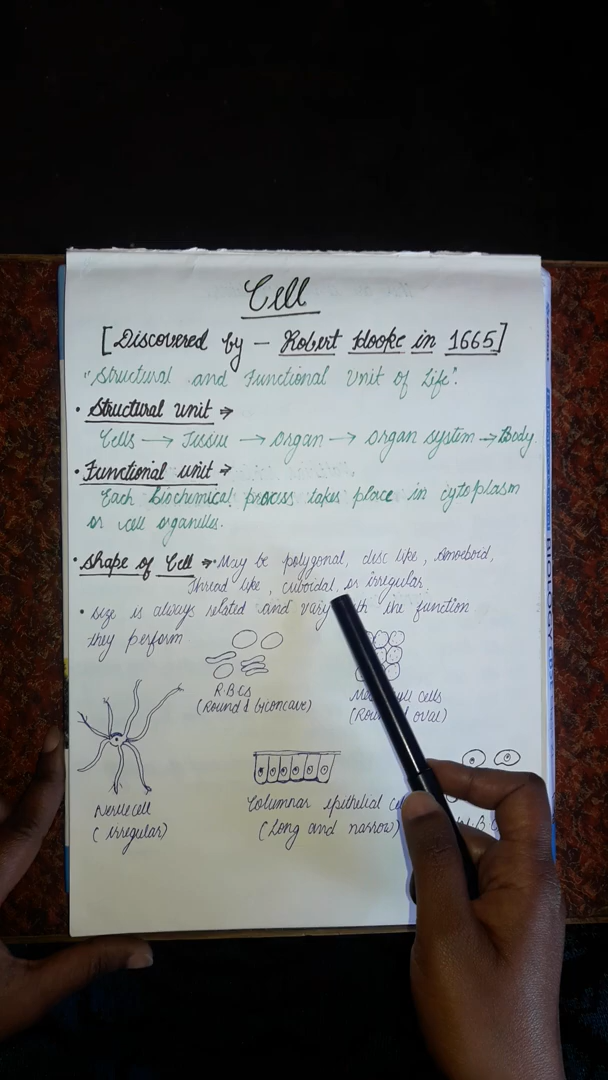 Cell
[Discovered by - Robert Hooke in 1665]
"Structural and Functional Unit of Life".
• Structural unit →
Cells → Tissue → Organ → Organ system → Body
• Functional unit →
Each biochemical process takes place in cytoplasm
or cell organelles.
• Shape of Cell → • May be polygonal, disc like, Amoeboid,
Thread like, cuboidal, or irregular
• Size is always related and vary the function
they perform.
R.B.C.s
(Round & biconcave)
cells
oval)
Nerve cell
(irregular)
Columnar epithelial
(Long and narrow)
BIOLOGY